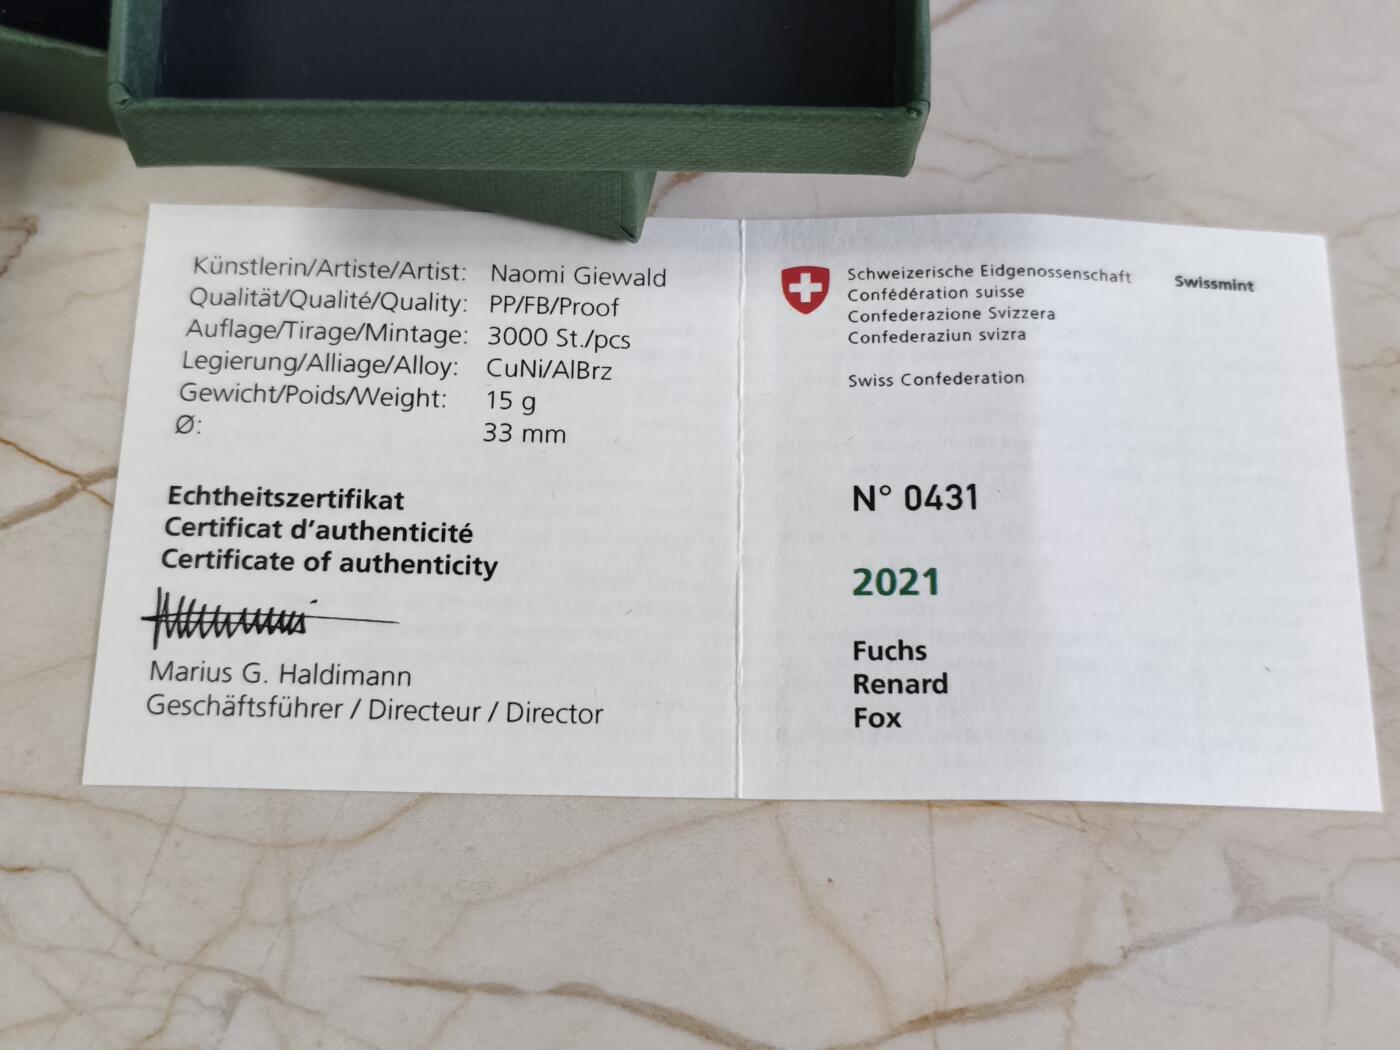 Künstlerin/Artiste/Artist: Naomi Giewald
Qualität/Qualité/Quality: PP/FB/Proof
Auflage/Tirage/Mintage: 3000 St./pcs
Legierung/Alliage/Alloy: CuNi/AlBrz
Gewicht/Poids/Weight: 15 g
Ø: 33 mm
Echtheitszertifikat
Certificat d’authenticité
Certificate of authenticity
Marius G. Haldimann
Geschäftsführer / Directeur / Director
Schweizerische Eidgenossenschaft
Confédération suisse
Confederazione Svizzera
Confederaziun svizra
Swiss Confederation
Swissmint
N° 0431
2021
Fuchs
Renard
Fox